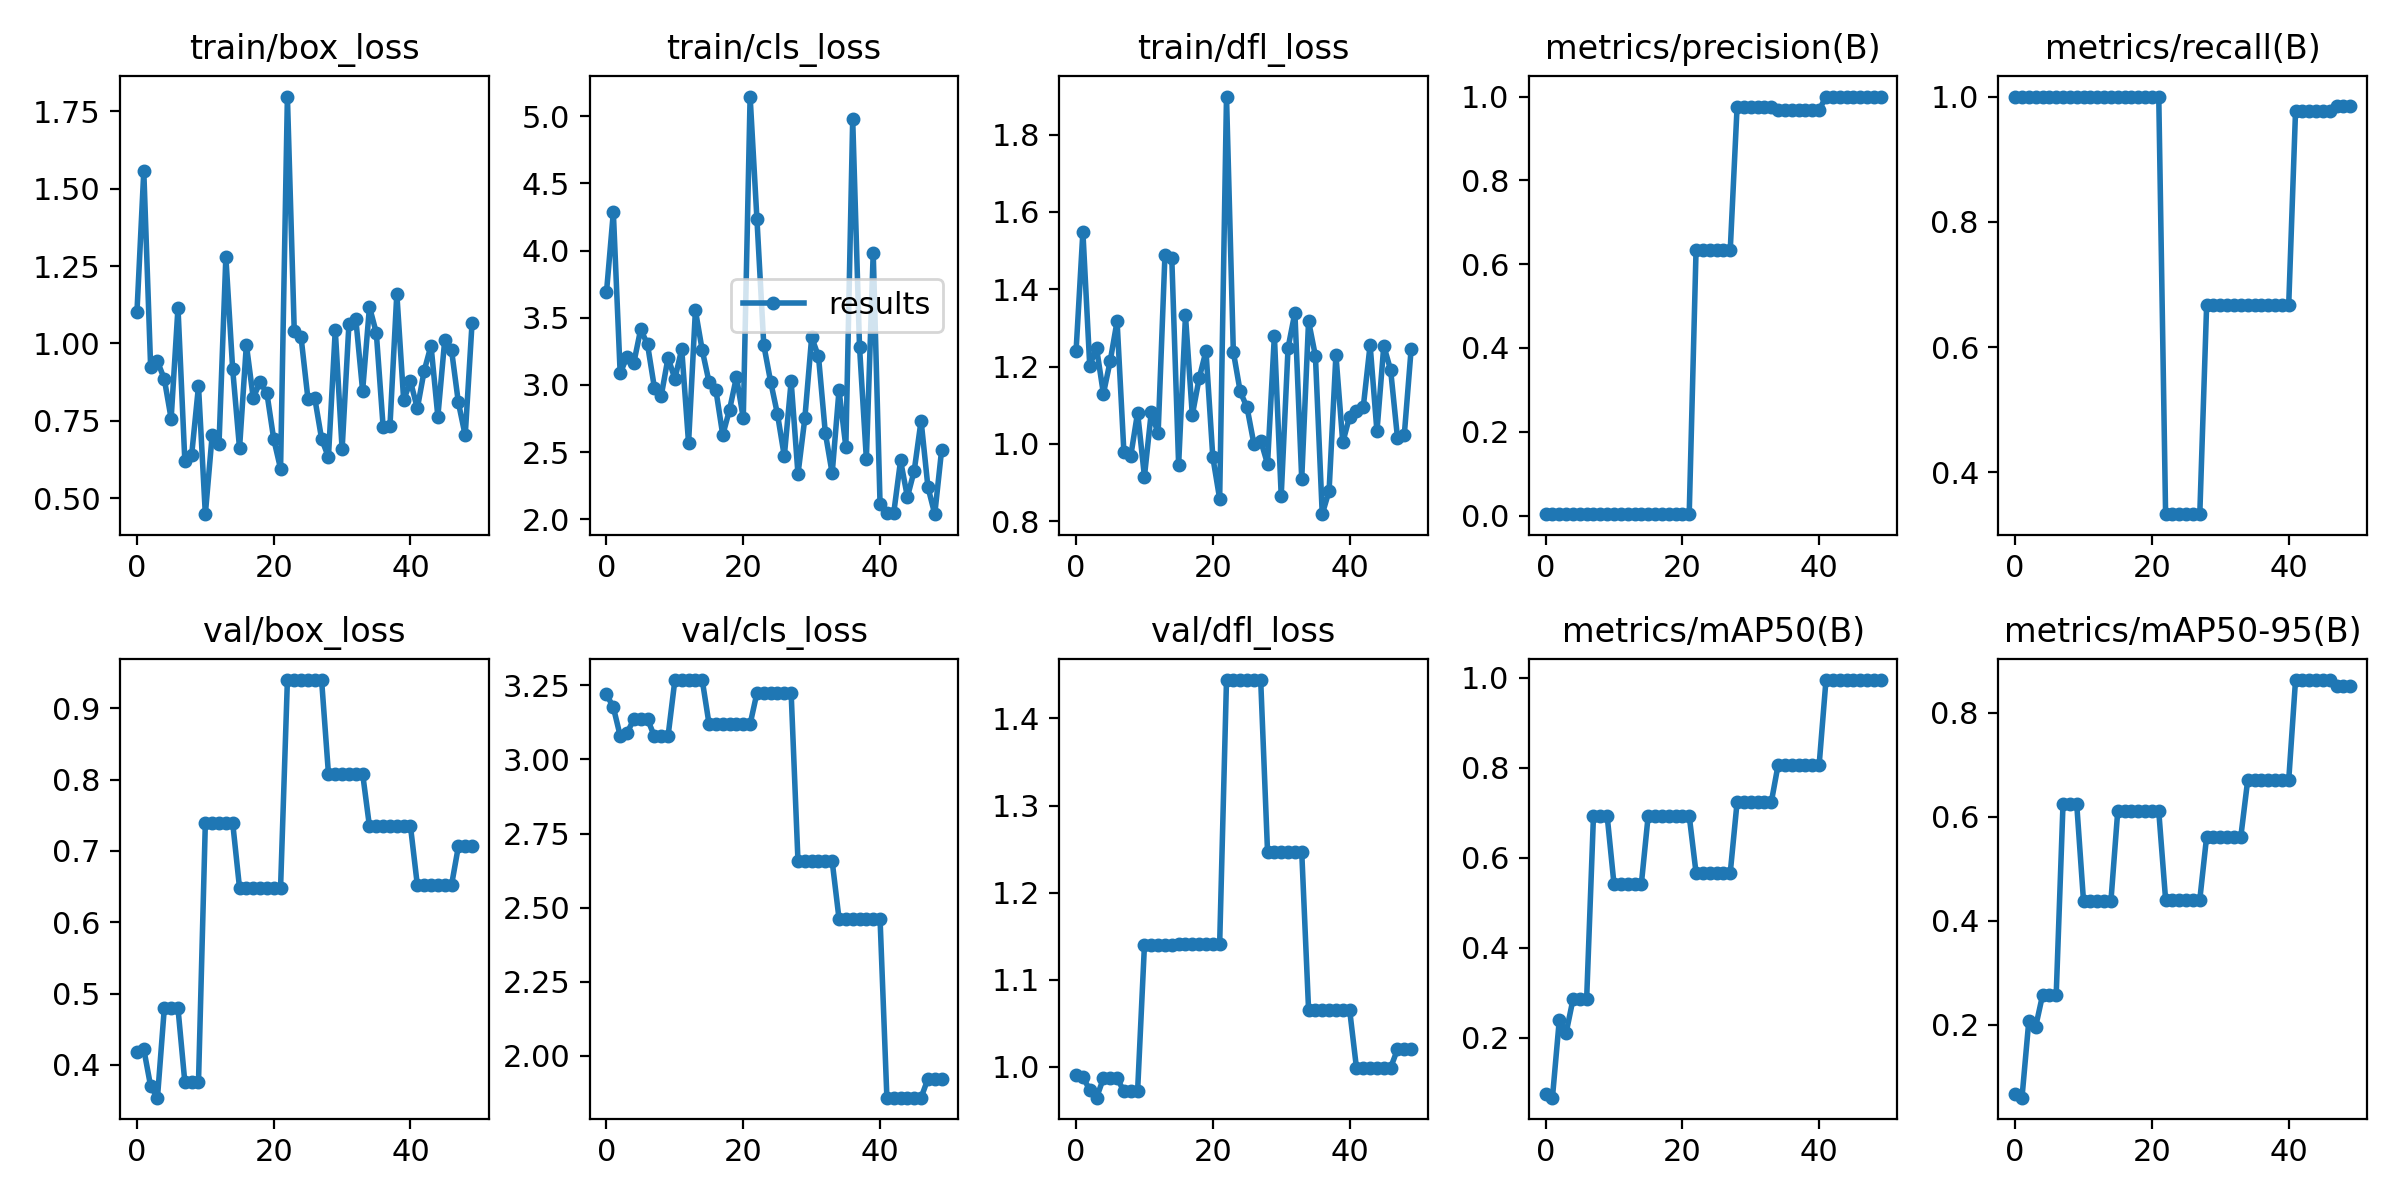 train/box_loss
1.75
1.50
1.25
1.00
0.75
0.50
0 20 40
train/cls_loss
5.0
4.5
4.0
3.5
3.0
2.5
2.0
0 20 40
results
train/dfl_loss
1.8
1.6
1.4
1.2
1.0
0.8
0 20 40
metrics/precision(B)
1.0
0.8
0.6
0.4
0.2
0.0
0 20 40
metrics/recall(B)
1.0
0.8
0.6
0.4
0 20 40
val/box_loss
0.9
0.8
0.7
0.6
0.5
0.4
0 20 40
val/cls_loss
3.25
3.00
2.75
2.50
2.25
2.00
0 20 40
val/dfl_loss
1.4
1.3
1.2
1.1
1.0
0 20 40
metrics/mAP50(B)
1.0
0.8
0.6
0.4
0.2
0 20 40
metrics/mAP50-95(B)
0.8
0.6
0.4
0.2
0 20 40